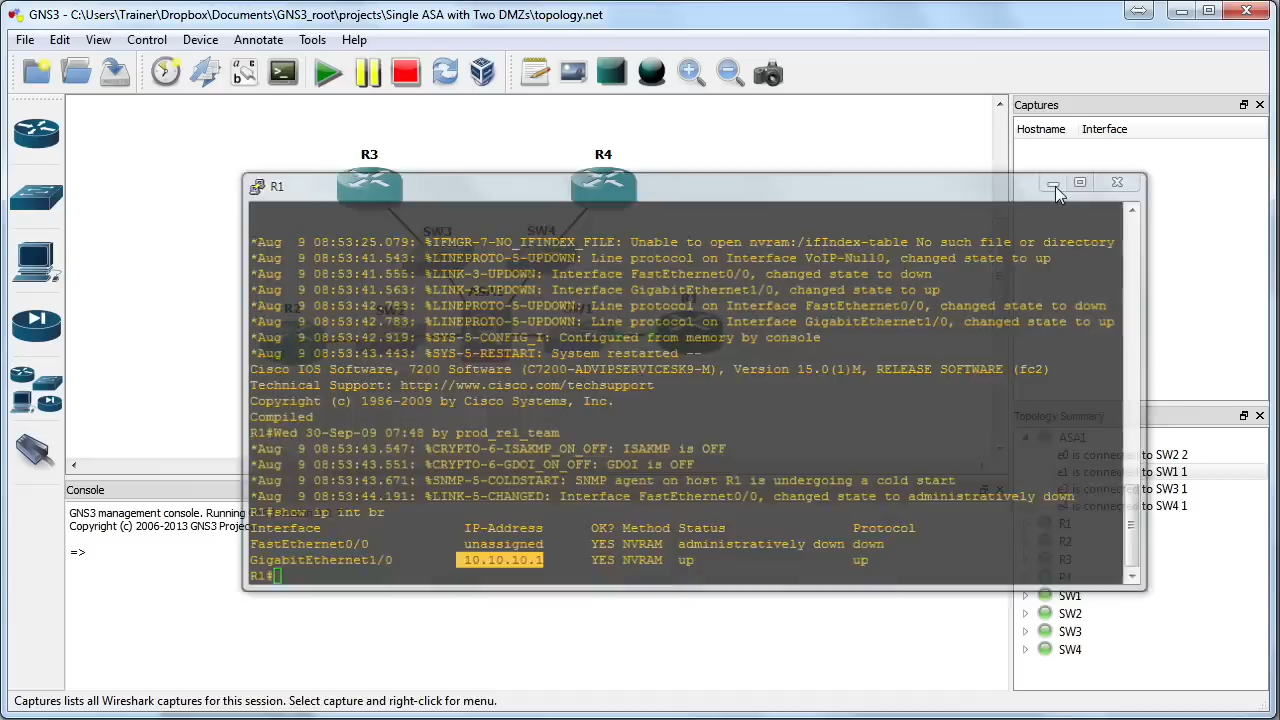 GNS3 - C:\Users\Trainer\Dropbox\Documents\GNS3_root\projects\Single ASA with Two DMZs\topology.net
File Edit View Control Device Annotate Tools Help
Captures
Hostname Interface
R3 R4
R1
SW3 SW4
*Aug  9 08:53:25.079: %IFMGR-7-NO_IFINDEX_FILE: Unable to open nvram:/ifIndex-table No such file or directory
*Aug  9 08:53:41.543: %LINEPROTO-5-UPDOWN: Line protocol on Interface VoIP-Null0, changed state to up
*Aug  9 08:53:41.555: %LINK-3-UPDOWN: Interface FastEthernet0/0, changed state to down
*Aug  9 08:53:41.563: %LINK-3-UPDOWN: Interface GigabitEthernet1/0, changed state to up
*Aug  9 08:53:42.783: %LINEPROTO-5-UPDOWN: Line protocol on Interface FastEthernet0/0, changed state to down
*Aug  9 08:53:42.783: %LINEPROTO-5-UPDOWN: Line protocol on Interface GigabitEthernet1/0, changed state to up
*Aug  9 08:53:42.919: %SYS-5-CONFIG_I: Configured from memory by console
*Aug  9 08:53:43.443: %SYS-5-RESTART: System restarted --
Cisco IOS Software, 7200 Software (C7200-ADVIPSERVICESK9-M), Version 15.0(1)M, RELEASE SOFTWARE (fc2)
Technical Support: http://www.cisco.com/techsupport
Copyright (c) 1986-2009 by Cisco Systems, Inc.
Compiled
R1#Wed 30-Sep-09 07:48 by prod_rel_team
*Aug  9 08:53:43.547: %CRYPTO-6-ISAKMP_ON_OFF: ISAKMP is OFF
*Aug  9 08:53:43.551: %CRYPTO-6-GDOI_ON_OFF: GDOI is OFF
*Aug  9 08:53:43.671: %SNMP-5-COLDSTART: SNMP agent on host R1 is undergoing a cold start
*Aug  9 08:53:44.191: %LINK-5-CHANGED: Interface FastEthernet0/0, changed state to administratively down
R1#show ip int br
Interface IP-Address OK? Method Status Protocol
FastEthernet0/0 unassigned YES NVRAM administratively down down
GigabitEthernet1/0 10.10.10.1 YES NVRAM up up
R1#
Topology Summary
ASA1
e0 is connected to SW2 2
e1 is connected to SW1 1
is connected to SW3 1
is connected to SW4 1
R1
R2
R3
R4
SW1
SW2
SW3
SW4
Console
GNS3 management console. Running
Copyright (c) 2006-2013 GNS3 Projec
=>
Captures lists all Wireshark captures for this session. Select capture and right-click for menu.